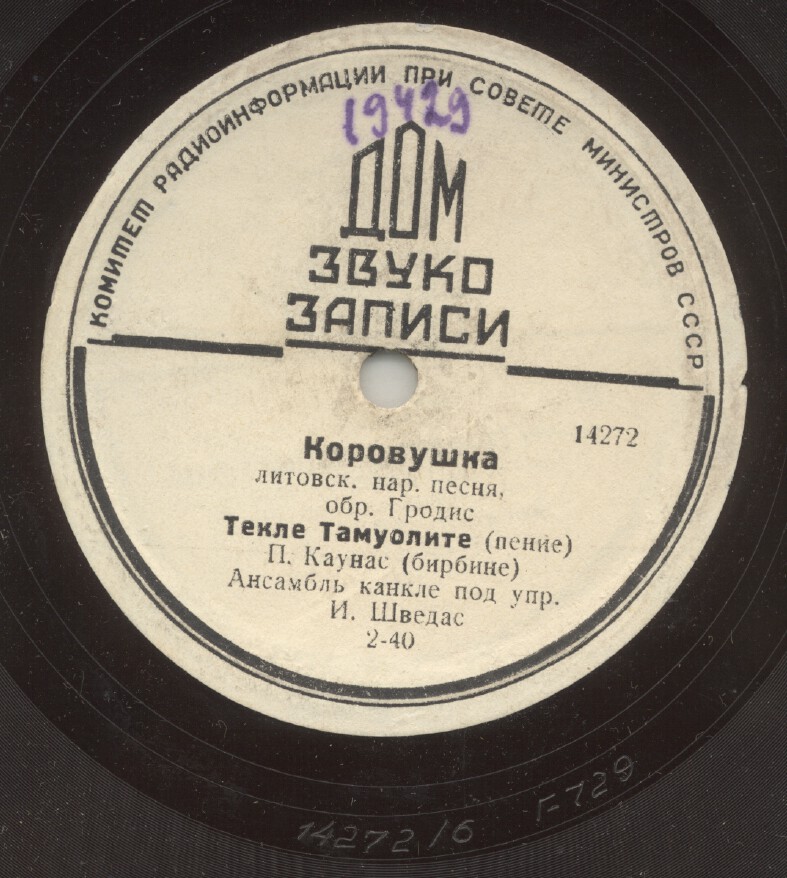 КОМИТЕТ РАДИОИНФОРМАЦИИ ПРИ СОВЕТЕ МИНИСТРОВ СССР
19429
ДОМ
ЗВУКО
ЗАПИСИ
14272
Коровушка
литовск. нар. песня,
обр. Гродис
Текле Тамуолите (пение)
П. Каунас (бирбине)
Ансамбль канкле под упр.
И. Шведас
2-40
14272/6 Г-729